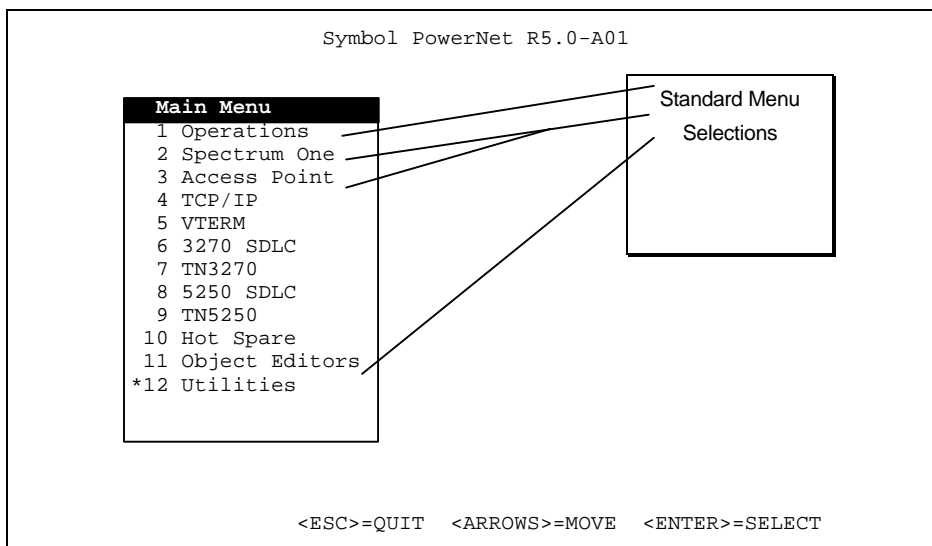 Symbol PowerNet R5.0-A01
Main Menu
1 Operations
2 Spectrum One
3 Access Point
4 TCP/IP
5 VTERM
6 3270 SDLC
7 TN3270
8 5250 SDLC
9 TN5250
10 Hot Spare
11 Object Editors
*12 Utilities
Standard Menu
Selections
<ESC>=QUIT <ARROWS>=MOVE <ENTER>=SELECT